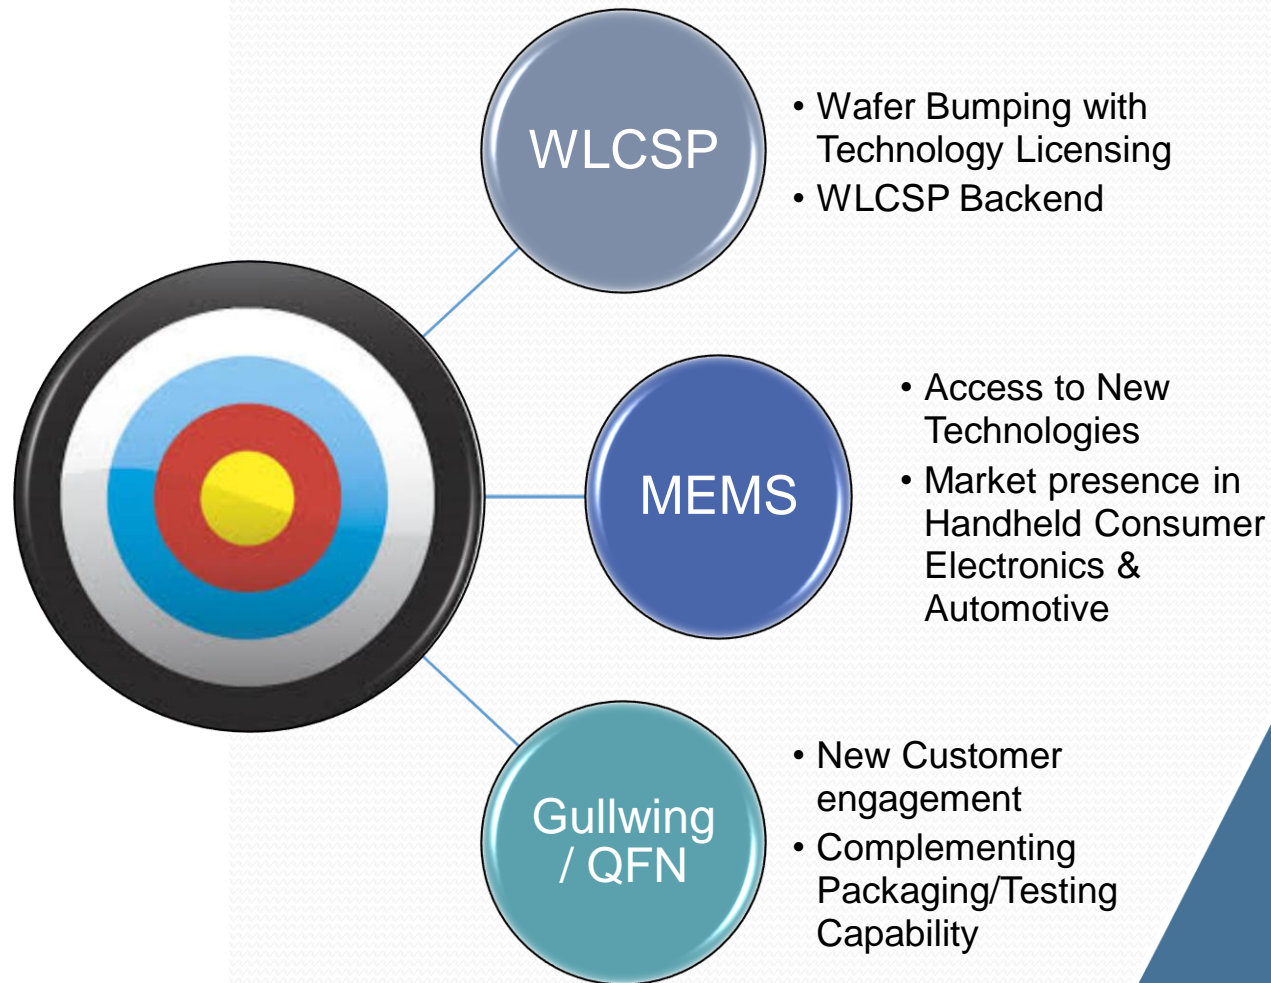 WLCSP
• Wafer Bumping with
Technology Licensing
• WLCSP Backend
MEMS
• Access to New
Technologies
• Market presence in
Handheld Consumer
Electronics &
Automotive
Gullwing
/ QFN
• New Customer
engagement
• Complementing
Packaging/Testing
Capability